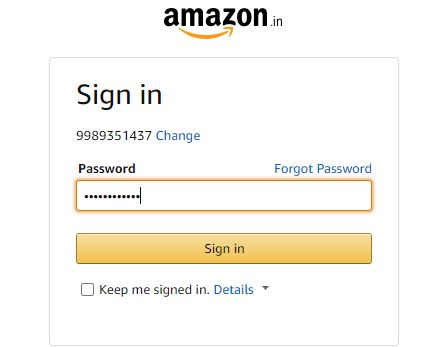 amazon.in
Sign in
9989351437 Change
Password Forgot Password
••••••••••••
Sign in
Keep me signed in. Details